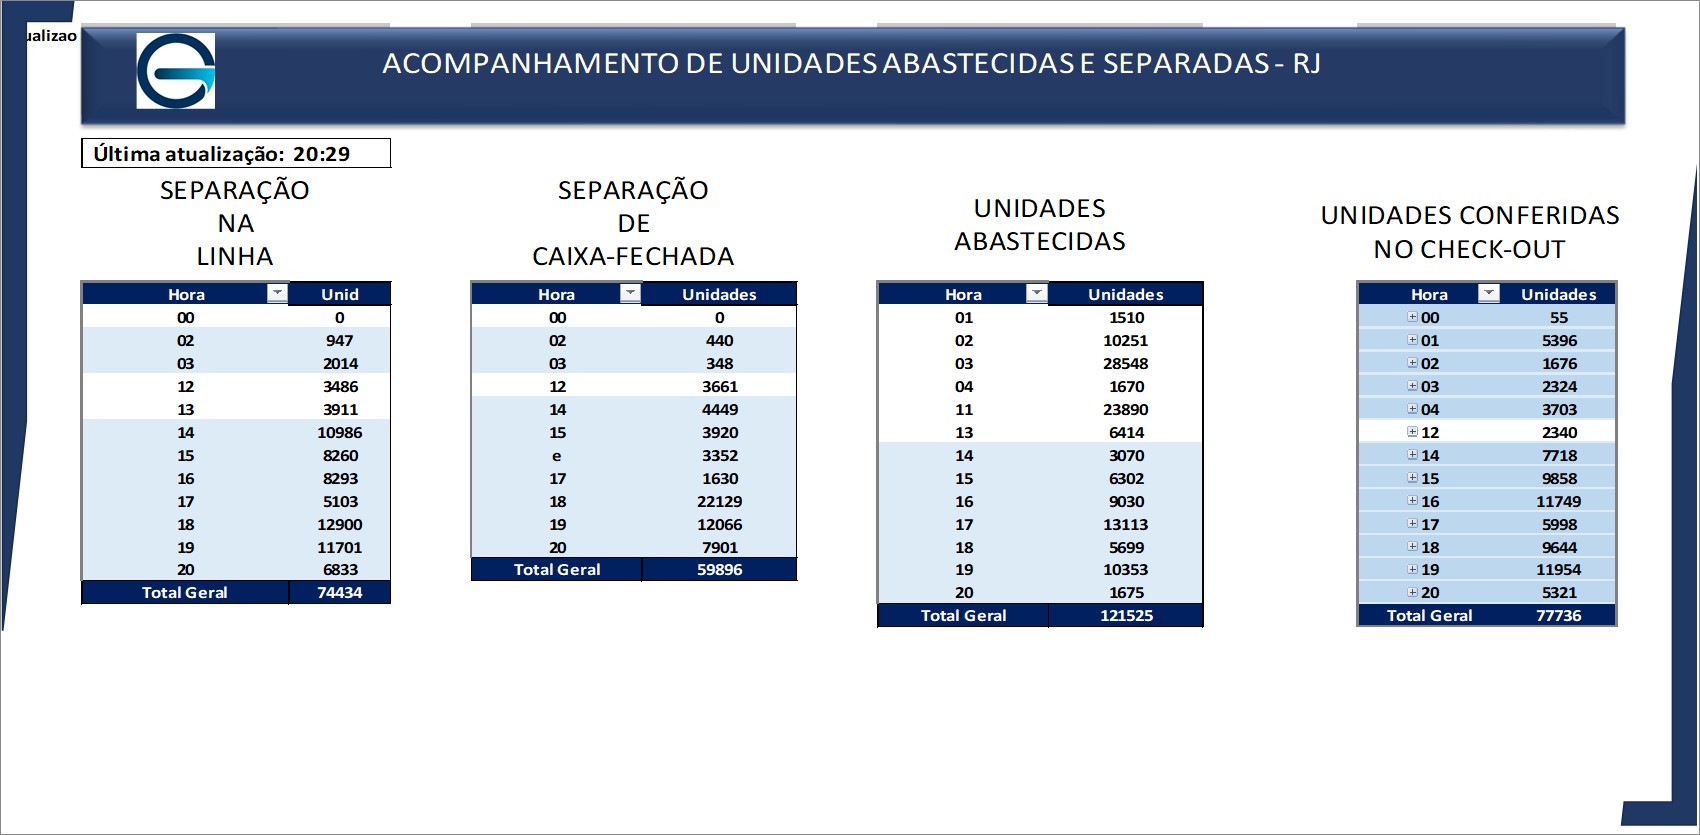 ualizao
ACOMPANHAMENTO DE UNIDADES ABASTECIDAS E SEPARADAS - RJ
Última atualização: 20:29
SEPARAÇÃO
NA
LINHA
Hora Unid
00 0
02 947
03 2014
12 3486
13 3911
14 10986
15 8260
16 8293
17 5103
18 12900
19 11701
20 6833
Total Geral 74434
SEPARAÇÃO
DE
CAIXA-FECHADA
Hora Unidades
00 0
02 440
03 348
12 3661
14 4449
15 3920
e 3352
17 1630
18 22129
19 12066
20 7901
Total Geral 59896
UNIDADES
ABASTECIDAS
Hora Unidades
01 1510
02 10251
03 28548
04 1670
11 23890
13 6414
14 3070
15 6302
16 9030
17 13113
18 5699
19 10353
20 1675
Total Geral 121525
UNIDADES CONFERIDAS
NO CHECK-OUT
Hora Unidades
00 55
01 5396
02 1676
03 2324
04 3703
12 2340
14 7718
15 9858
16 11749
17 5998
18 9644
19 11954
20 5321
Total Geral 77736